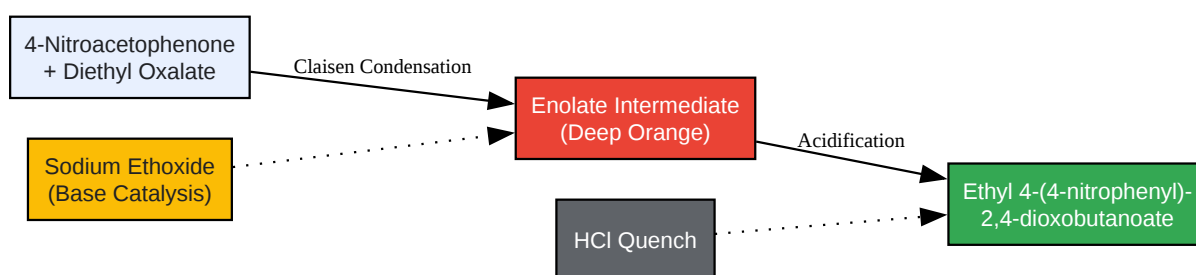 4-Nitroacetophenone
+ Diethyl Oxalate
Claisen Condensation
Sodium Ethoxide
(Base Catalysis)
Enolate Intermediate
(Deep Orange)
Acidification
HCl Quench
Ethyl 4-(4-nitrophenyl)-
2,4-dioxobutanoate